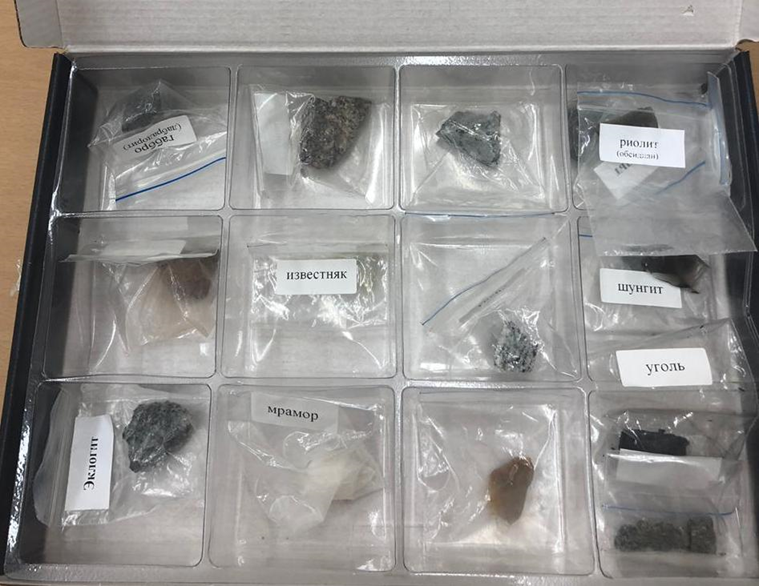 габбро
(лабрадорит)
риолит
(обсидиан)
известняк
шунгит
уголь
Эклогит
мрамор